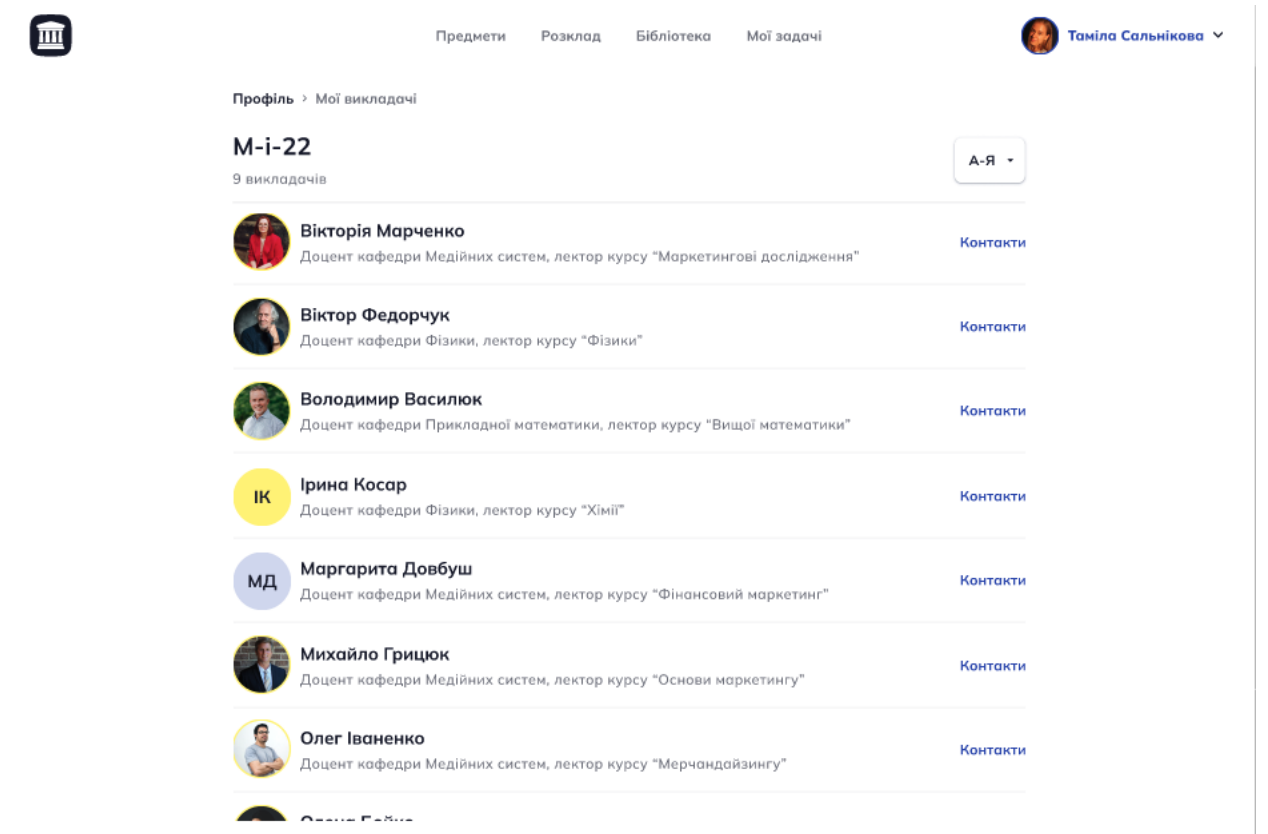 Предмети Розклад Бібліотека Мої задачі Таміла Сальнікова
Профіль > Мої викладачі
М-і-22
9 викладачів
А-Я
Вікторія Марченко
Доцент кафедри Медійних систем, лектор курсу “Маркетингові дослідження”
Контакти
Віктор Федорчук
Доцент кафедри Фізики, лектор курсу “Фізики”
Контакти
Володимир Василюк
Доцент кафедри Прикладної математики, лектор курсу “Вищої математики”
Контакти
ІК
Ірина Косар
Доцент кафедри Фізики, лектор курсу “Хімії”
Контакти
МД
Маргарита Довбуш
Доцент кафедри Медійних систем, лектор курсу “Фінансовий маркетинг”
Контакти
Михайло Грицюк
Доцент кафедри Медійних систем, лектор курсу “Основи маркетингу”
Контакти
Олег Іваненко
Доцент кафедри Медійних систем, лектор курсу “Мерчандайзингу”
Контакти